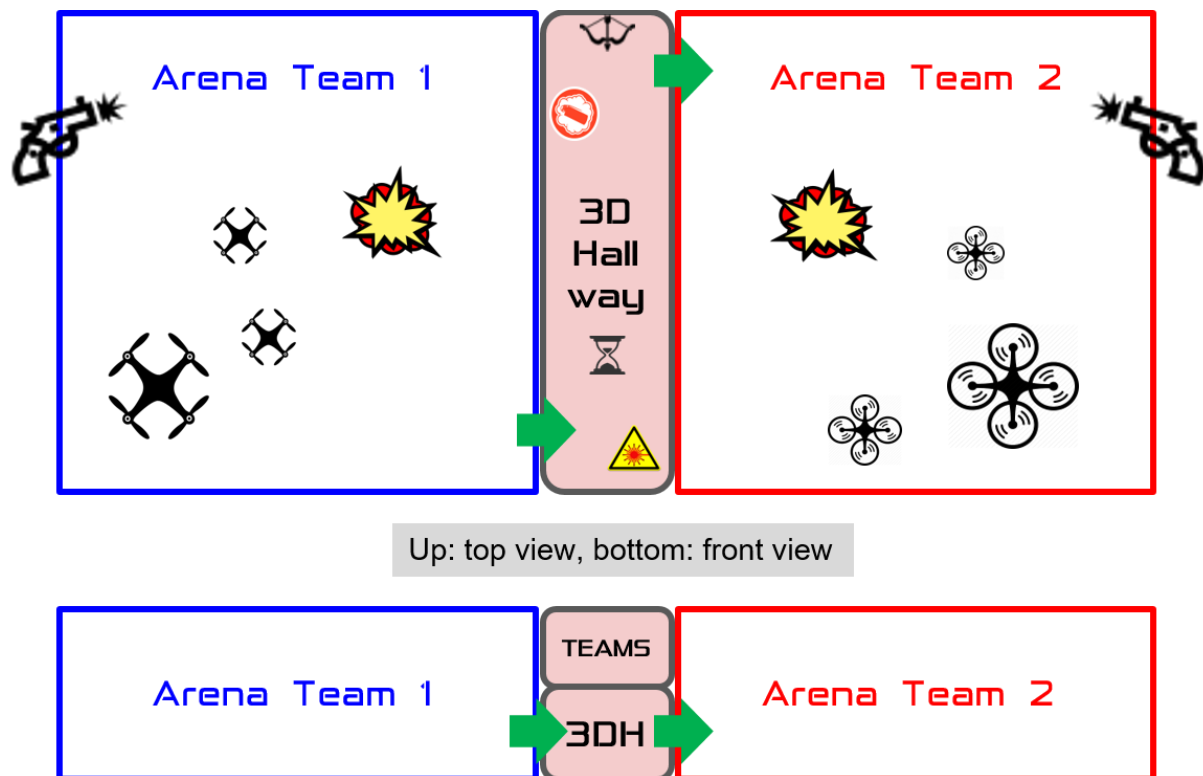 Arena Team 1
Arena Team 2
3D
Hall
way
Up: top view, bottom: front view
TEAMS
Arena Team 1
3DH
Arena Team 2